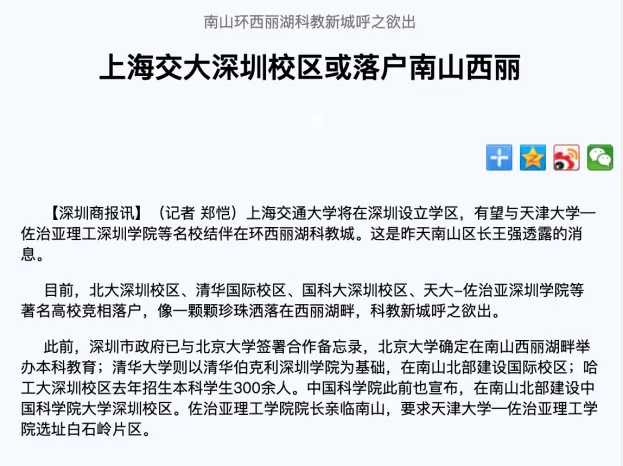 南山环西丽湖科教新城呼之欲出
上海交大深圳校区或落户南山西丽
【深圳商报讯】（记者 郑恺）上海交通大学将在深圳设立学区，有望与天津大学—
佐治亚理工深圳学院等名校结伴在环西丽湖科教城。这是昨天南山区长王强透露的消
息。
目前，北大深圳校区、清华国际校区、国科大深圳校区、天大–佐治亚深圳学院等
著名高校竞相落户，像一颗颗珍珠洒落在西丽湖畔，科教新城呼之欲出。
此前，深圳市政府已与北京大学签署合作备忘录，北京大学确定在南山西丽湖畔举
办本科教育；清华大学则以清华伯克利深圳学院为基础，在南山北部建设国际校区；哈
工大深圳校区去年招生本科学生300余人。中国科学院此前也宣布，在南山北部建设中
国科学院大学深圳校区。佐治亚理工学院院长亲临南山，要求天津大学—佐治亚理工学
院选址白石岭片区。